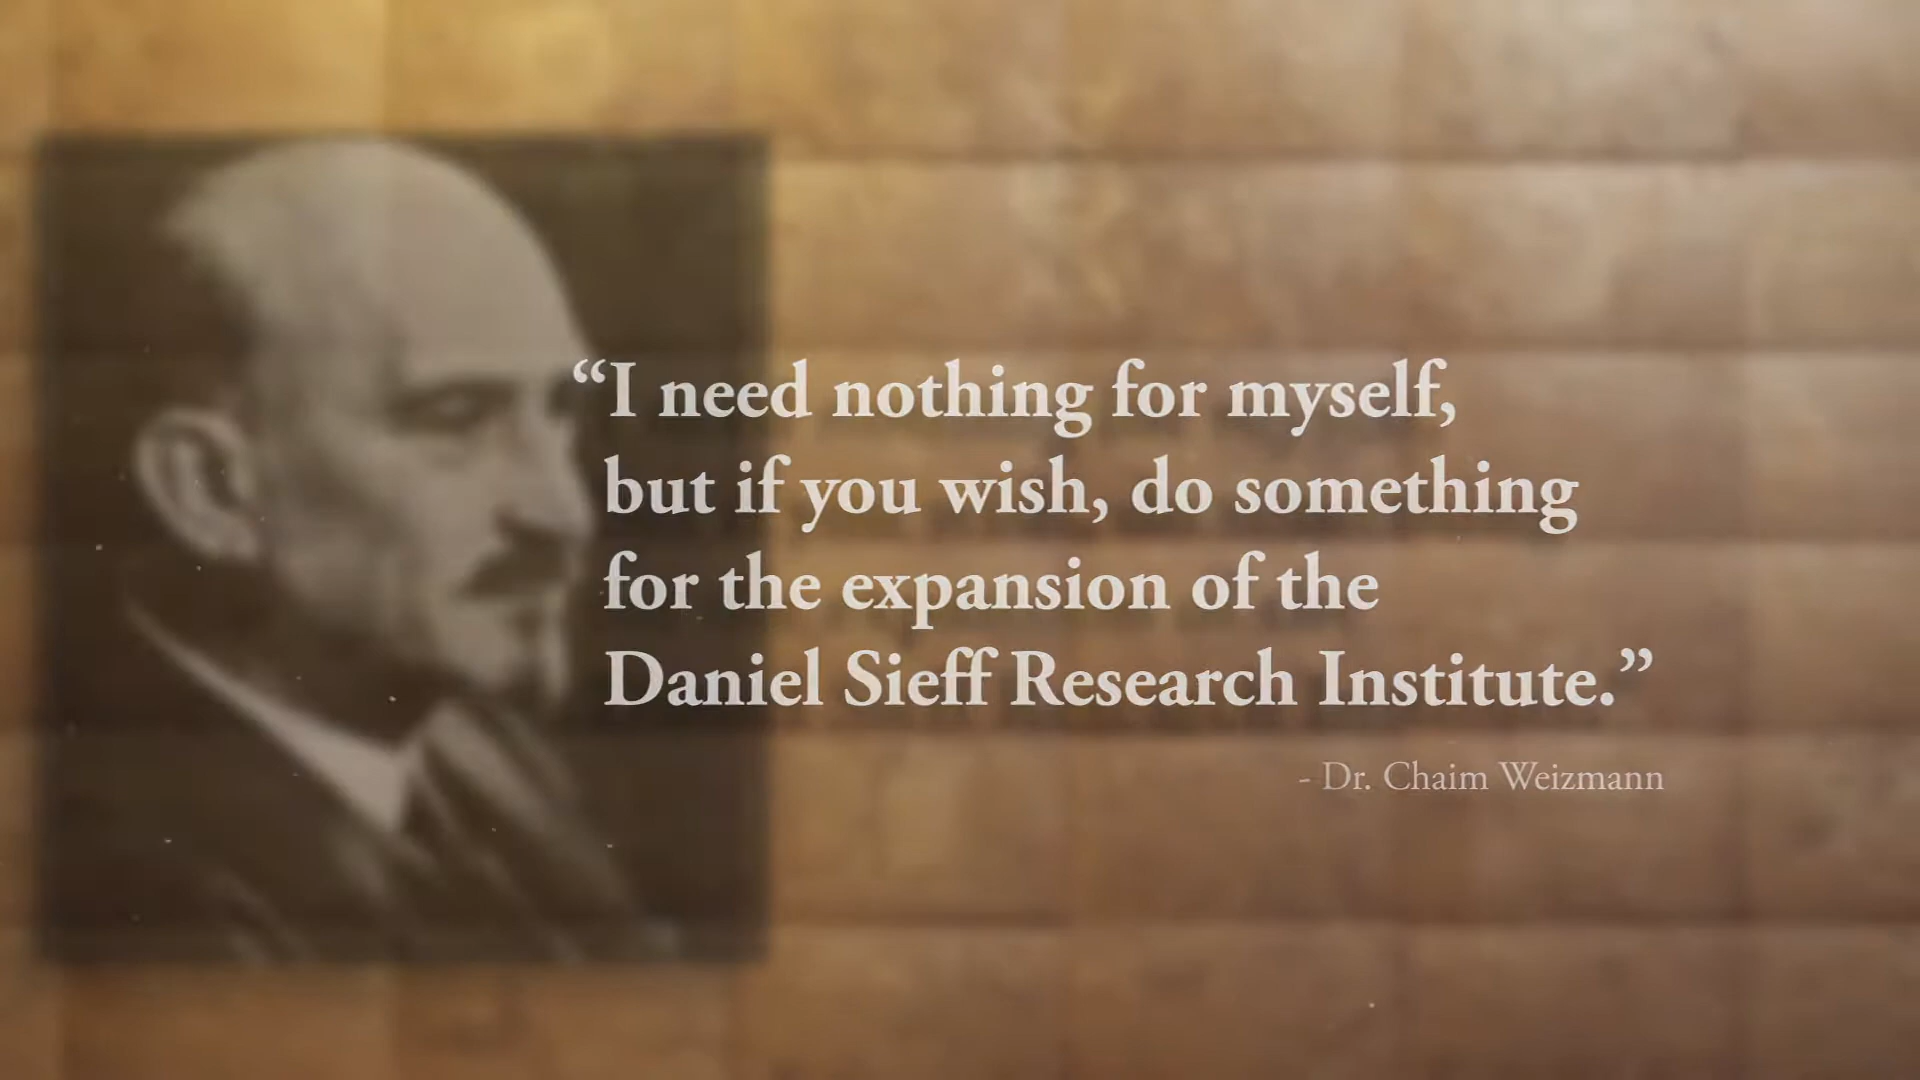 “I need nothing for myself,
but if you wish, do something
for the expansion of the
Daniel Sieff Research Institute.”
- Dr. Chaim Weizmann